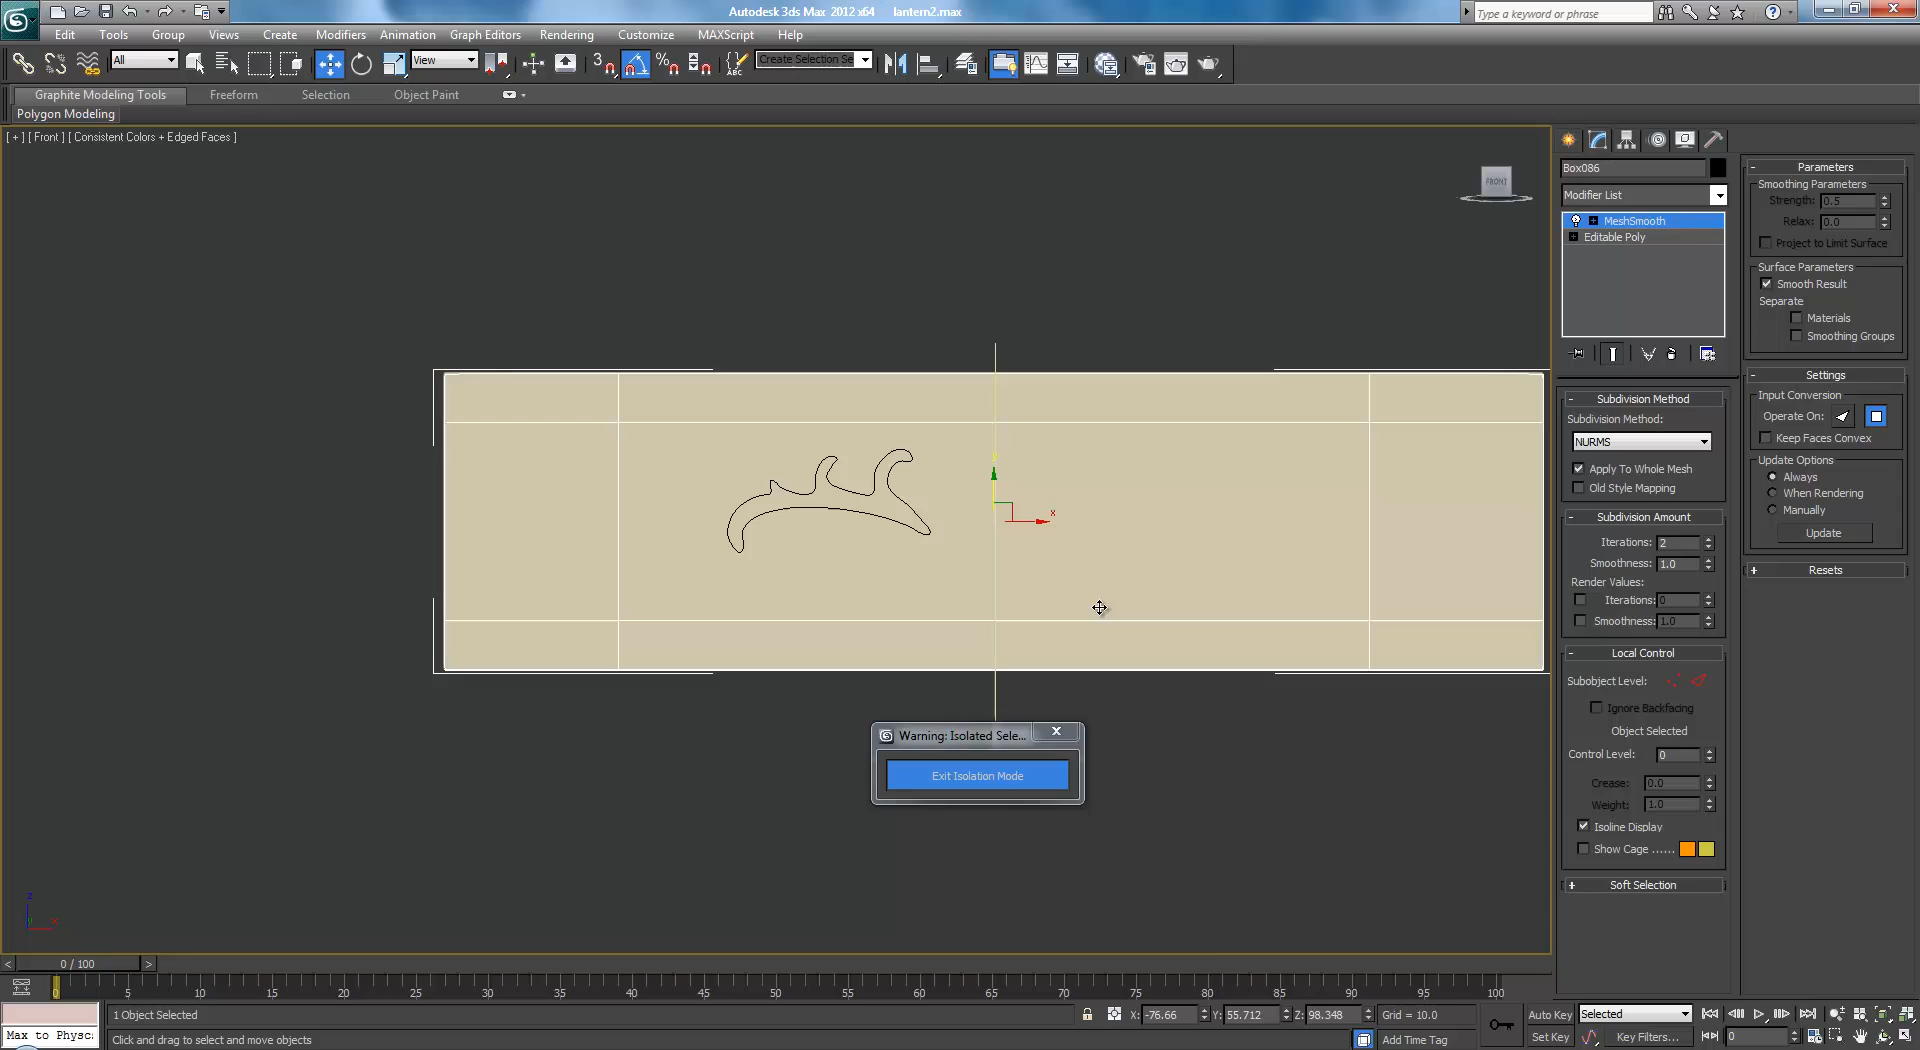 Autodesk 3ds Max 2012 x64 lantern2.max
Type a keyword or phrase
Edit Tools Group Views Create Modifiers Animation Graph Editors Rendering Customize MAXScript Help
All View Create Selection Se
Graphite Modeling Tools Freeform Selection Object Paint
Polygon Modeling
[ + ] [ Front ] [ Consistent Colors + Edged Faces ]
FRONT
x
Warning: Isolated Sele...
Exit Isolation Mode
z
x
Box086
Modifier List
MeshSmooth
Editable Poly
Subdivision Method
Subdivision Method:
NURMS
Apply To Whole Mesh
Old Style Mapping
Subdivision Amount
Iterations: 2
Smoothness: 1.0
Render Values:
Iterations: 0
Smoothness: 1.0
Local Control
Subobject Level:
Ignore Backfacing
Object Selected
Control Level: 0
Crease: 0.0
Weight: 1.0
Isoline Display
Show Cage ......
Soft Selection
Parameters
Smoothing Parameters
Strength: 0.5
Relax: 0.0
Project to Limit Surface
Surface Parameters
Smooth Result
Separate
Materials
Smoothing Groups
Settings
Input Conversion
Operate On:
Keep Faces Convex
Update Options
Always
When Rendering
Manually
Update
Resets
< 0 / 100 >
0 5 10 15 20 25 30 35 40 45 50 55 60 65 70 75 80 85 90 95 100
1 Object Selected X: -76.66 Y: 55.712 Z: 98.348 Grid = 10.0 Auto Key Selected
Max to Physc: Click and drag to select and move objects Add Time Tag Set Key Key Filters... 0